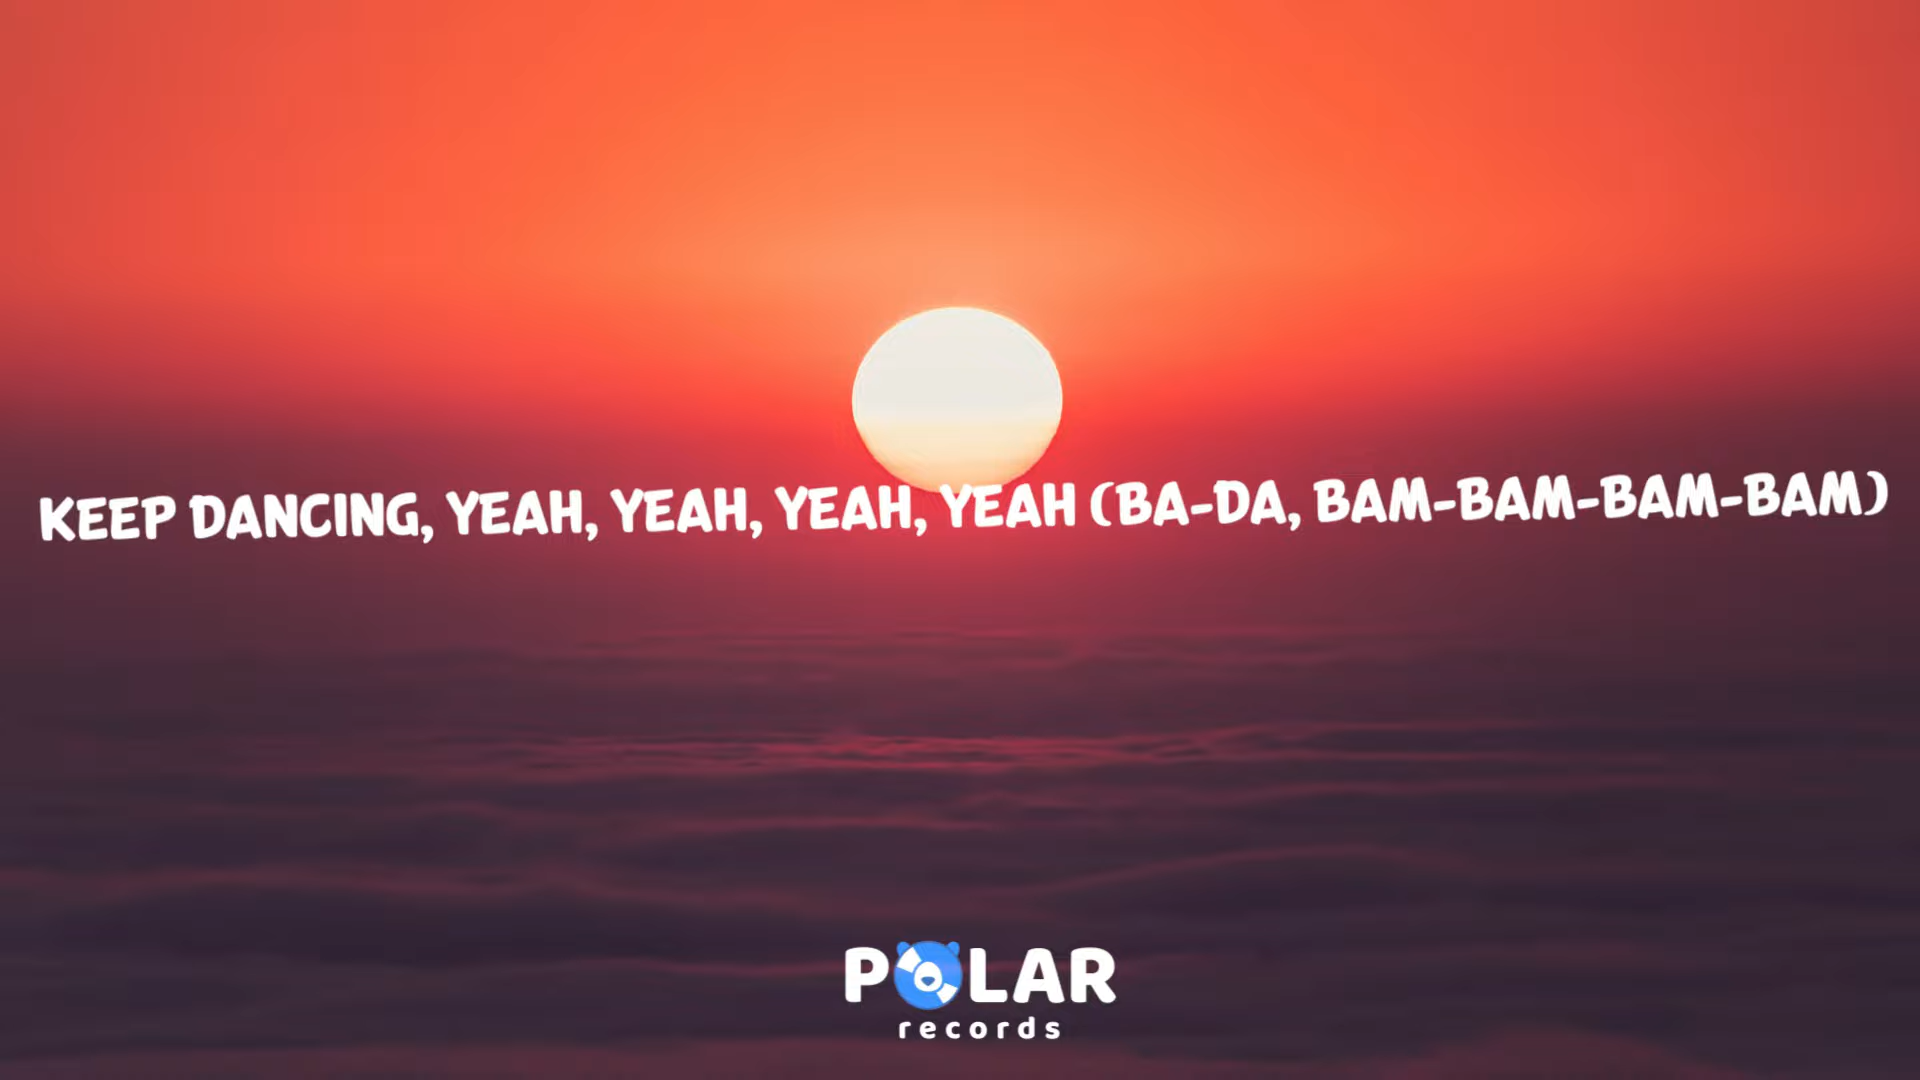 KEEP DANCING, YEAH, YEAH, YEAH, YEAH (BA-DA, BAM-BAM-BAM-BAM)
POLAR
records